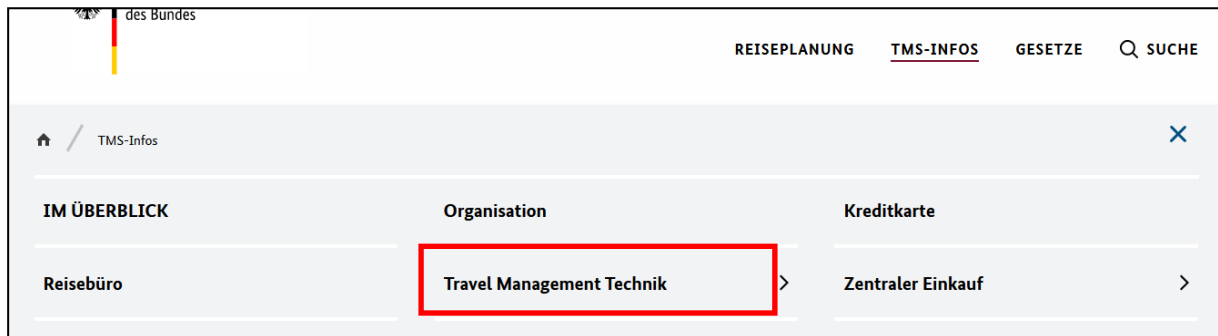 des Bundes
REISEPLANUNG TMS-INFOS GESETZE SUCHE
TMS-Infos
IM ÜBERBLICK Organisation Kreditkarte
Reisebüro Travel Management Technik Zentraler Einkauf